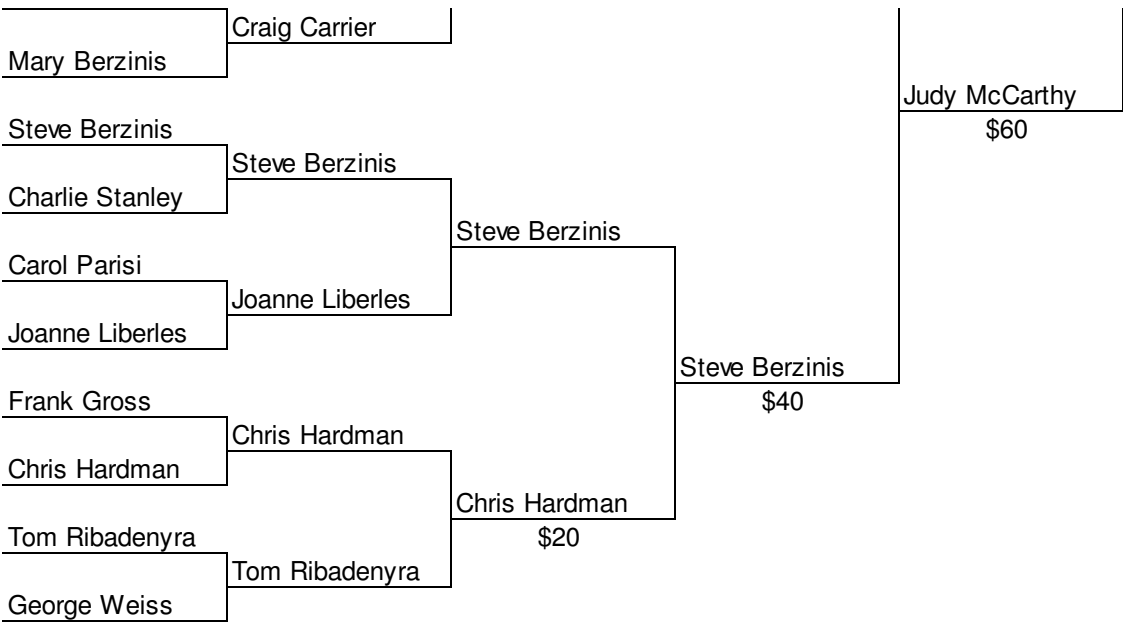 Craig Carrier
Mary Berzinis
Judy McCarthy
$60
Steve Berzinis
Steve Berzinis
Charlie Stanley
Steve Berzinis
Carol Parisi
Joanne Liberles
Joanne Liberles
Steve Berzinis
$40
Frank Gross
Chris Hardman
Chris Hardman
Chris Hardman
$20
Tom Ribadenyra
Tom Ribadenyra
George Weiss